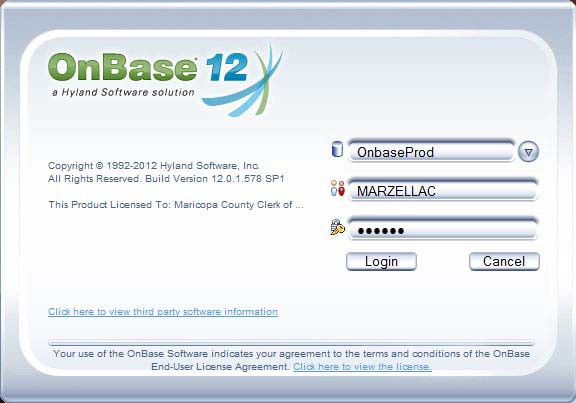 OnBase® 12
a Hyland Software solution
OnbaseProd
Copyright © 1992-2012 Hyland Software, Inc.
All Rights Reserved. Build Version 12.0.1.578 SP1
MARZELLAC
This Product Licensed To: Maricopa County Clerk of ...
••••••
Login
Cancel
Click here to view third party software information
Your use of the OnBase Software indicates your agreement to the terms and conditions of the OnBase
End-User License Agreement. Click here to view the license.